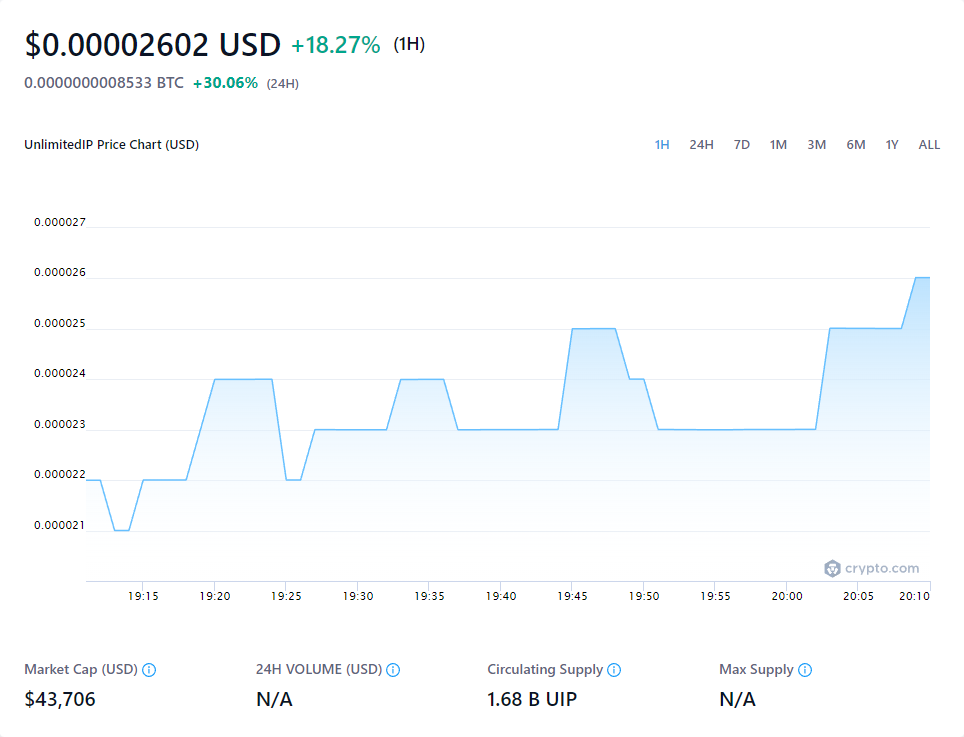 $0.00002602 USD +18.27% (1H)
0.0000000008533 BTC +30.06% (24H)
UnlimitedIP Price Chart (USD)
1H 24H 7D 1M 3M 6M 1Y ALL
0.000027
0.000026
0.000025
0.000024
0.000023
0.000022
0.000021
crypto.com
19:15 19:20 19:25 19:30 19:35 19:40 19:45 19:50 19:55 20:00 20:05 20:10
Market Cap (USD) 24H VOLUME (USD) Circulating Supply Max Supply
$43,706 N/A 1.68 B UIP N/A